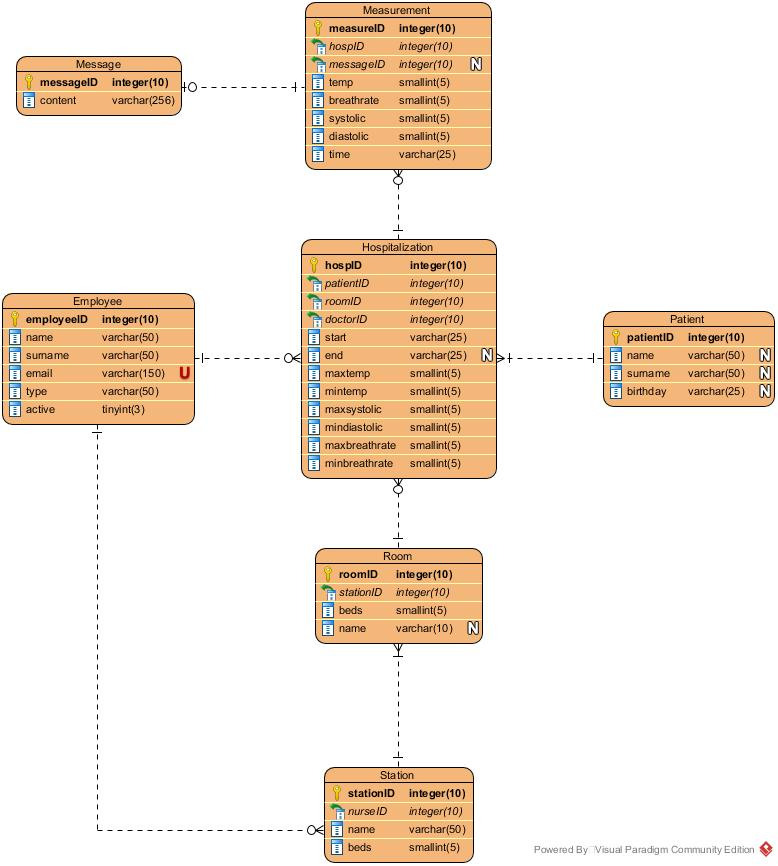 Measurement
measureID integer(10)
hospID integer(10)
messageID integer(10) N
temp smallint(5)
breathrate smallint(5)
systolic smallint(5)
diastolic smallint(5)
time varchar(25)
Message
messageID integer(10)
content varchar(256)
Hospitalization
hospID integer(10)
patientID integer(10)
roomID integer(10)
doctorID integer(10)
start varchar(25)
end varchar(25) N
maxtemp smallint(5)
mintemp smallint(5)
maxsystolic smallint(5)
mindiastolic smallint(5)
maxbreathrate smallint(5)
minbreathrate smallint(5)
Employee
employeeID integer(10)
name varchar(50)
surname varchar(50)
email varchar(150) U
type varchar(50)
active tinyint(3)
Patient
patientID integer(10)
name varchar(50) N
surname varchar(50) N
birthday varchar(25) N
Room
roomID integer(10)
stationID integer(10)
beds smallint(5)
name varchar(10) N
Station
stationID integer(10)
nurseID integer(10)
name varchar(50)
beds smallint(5)
Powered By Visual Paradigm Community Edition